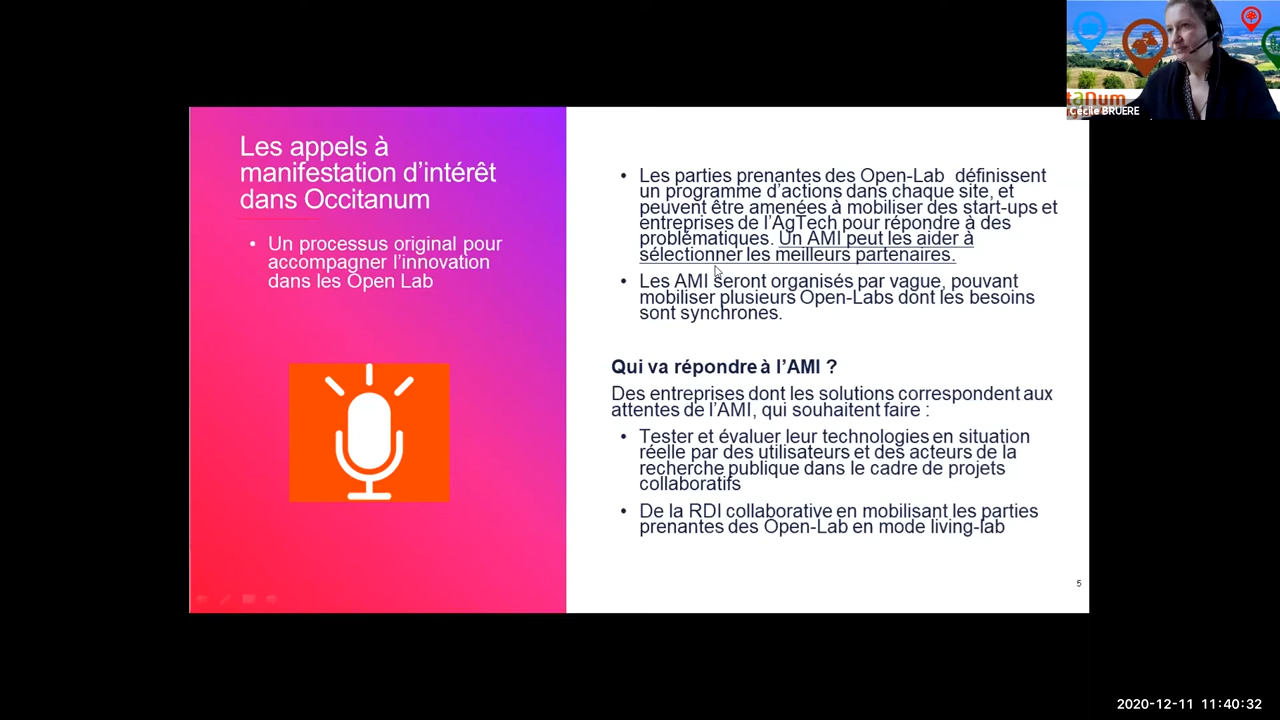 tanum
Cécile BRUERE
Les appels à
manifestation d’intérêt
dans Occitanum
• Un processus original pour
accompagner l’innovation
dans les Open Lab
• Les parties prenantes des Open-Lab définissent
un programme d’actions dans chaque site, et
peuvent être amenées à mobiliser des start-ups et
entreprises de l’AgTech pour répondre à des
problématiques. Un AMI peut les aider à
sélectionner les meilleurs partenaires.
• Les AMI seront organisés par vague, pouvant
mobiliser plusieurs Open-Labs dont les besoins
sont synchrones.
Qui va répondre à l’AMI ?
Des entreprises dont les solutions correspondent aux
attentes de l’AMI, qui souhaitent faire :
• Tester et évaluer leur technologies en situation
réelle par des utilisateurs et des acteurs de la
recherche publique dans le cadre de projets
collaboratifs
• De la RDI collaborative en mobilisant les parties
prenantes des Open-Lab en mode living-lab
5
2020-12-11 11:40:32